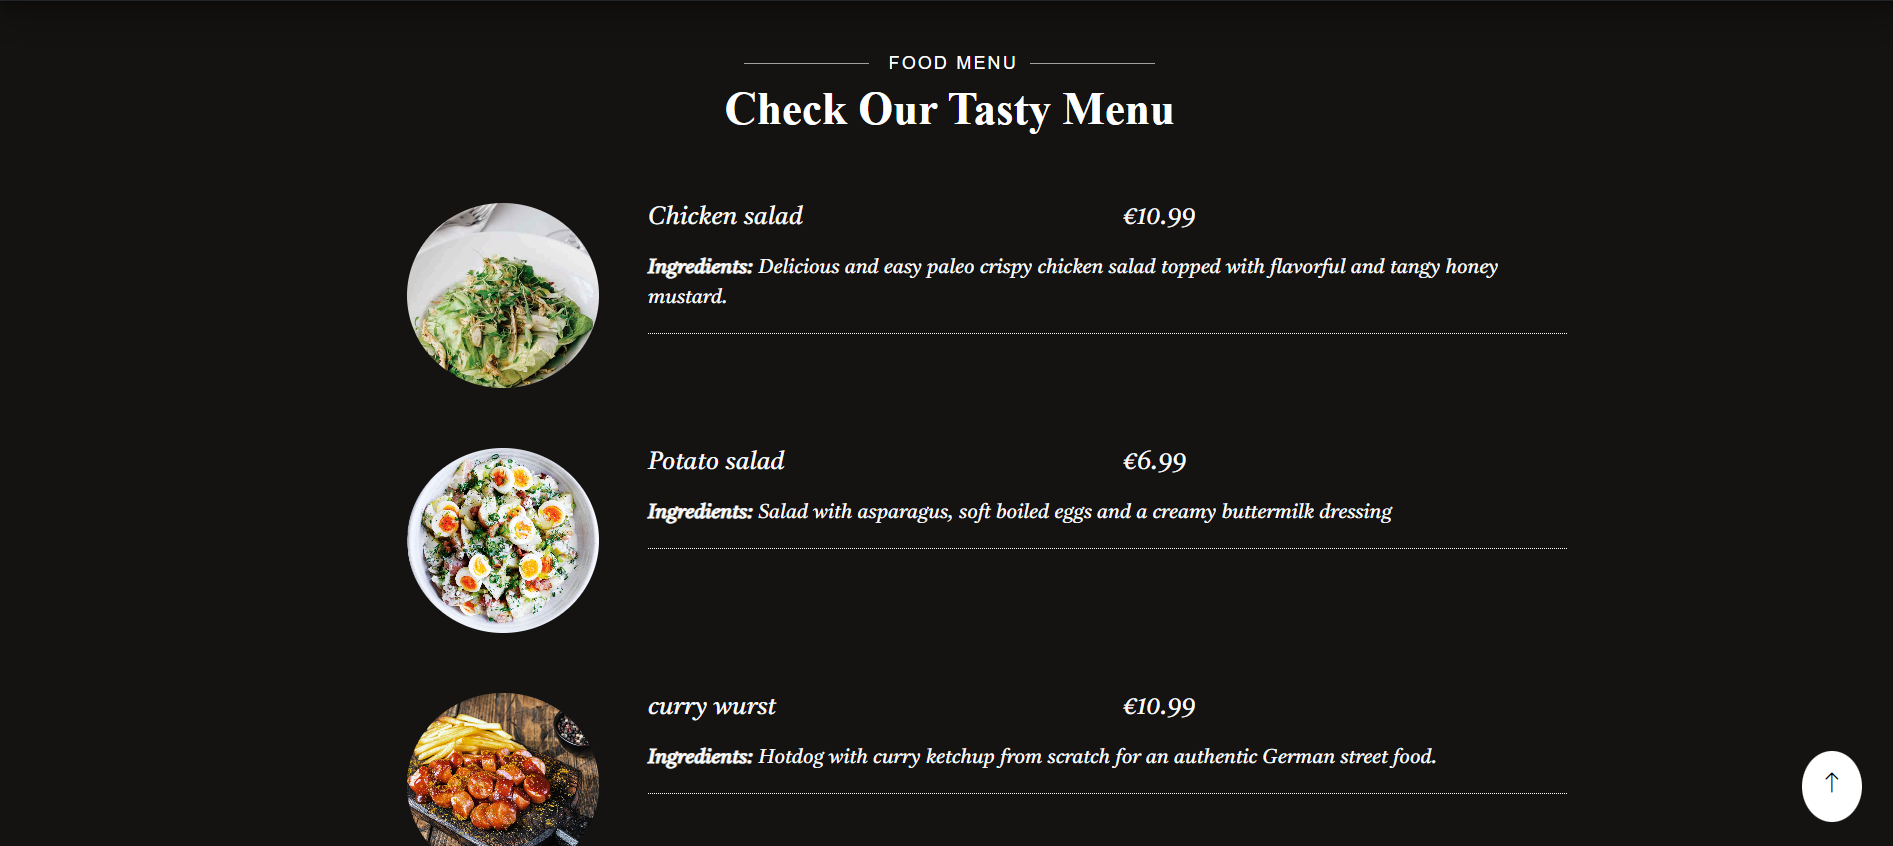 FOOD MENU
Check Our Tasty Menu
Chicken salad €10.99
Ingredients: Delicious and easy paleo crispy chicken salad topped with flavorful and tangy honey
mustard.
Potato salad €6.99
Ingredients: Salad with asparagus, soft boiled eggs and a creamy buttermilk dressing
curry wurst €10.99
Ingredients: Hotdog with curry ketchup from scratch for an authentic German street food.